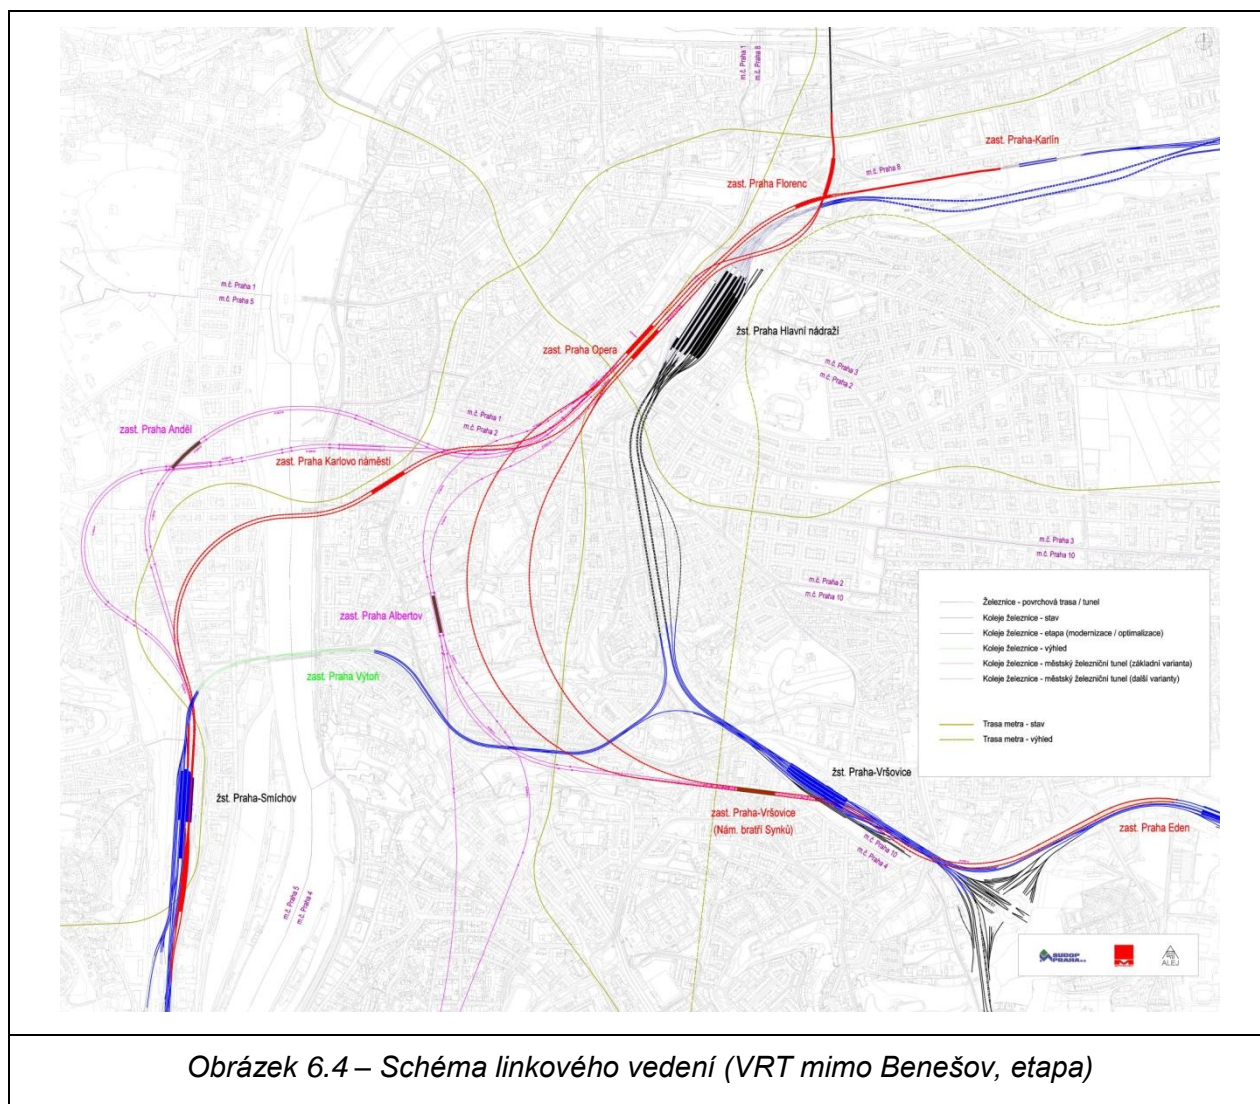 m.č. Praha 1
m.č. Praha 8
zast. Praha-Karlín
m.č. Praha 8
zast. Praha Florenc
m.č. Praha 1
m.č. Praha 5
žst. Praha Hlavní nádraží
zast. Praha Opera
m.č. Praha 3
m.č. Praha 2
m.č. Praha 1
m.č. Praha 2
zast. Praha Anděl
zast. Praha Karlovo náměstí
m.č. Praha 3
m.č. Praha 10
m.č. Praha 2
m.č. Praha 10
Železnice - povrchová trasa / tunel
Koleje železnice - stav
Koleje železnice - etapa (modernizace / optimalizace)
Koleje železnice - výhled
Koleje železnice - městský železniční tunel (základní varianta)
Koleje železnice - městský železniční tunel (další varianty)
Trasa metra - stav
Trasa metra - výhled
zast. Praha Albertov
zast. Praha Výtoň
žst. Praha-Smíchov
žst. Praha-Vršovice
zast. Praha-Vršovice
(Nám. bratří Synků)
zast. Praha Eden
m.č. Praha 10
m.č. Praha 4
m.č. Praha 5
m.č. Praha 4
SUDOP
PRAHA a.s.
ALEJ
Obrázek 6.4 – Schéma linkového vedení (VRT mimo Benešov, etapa)